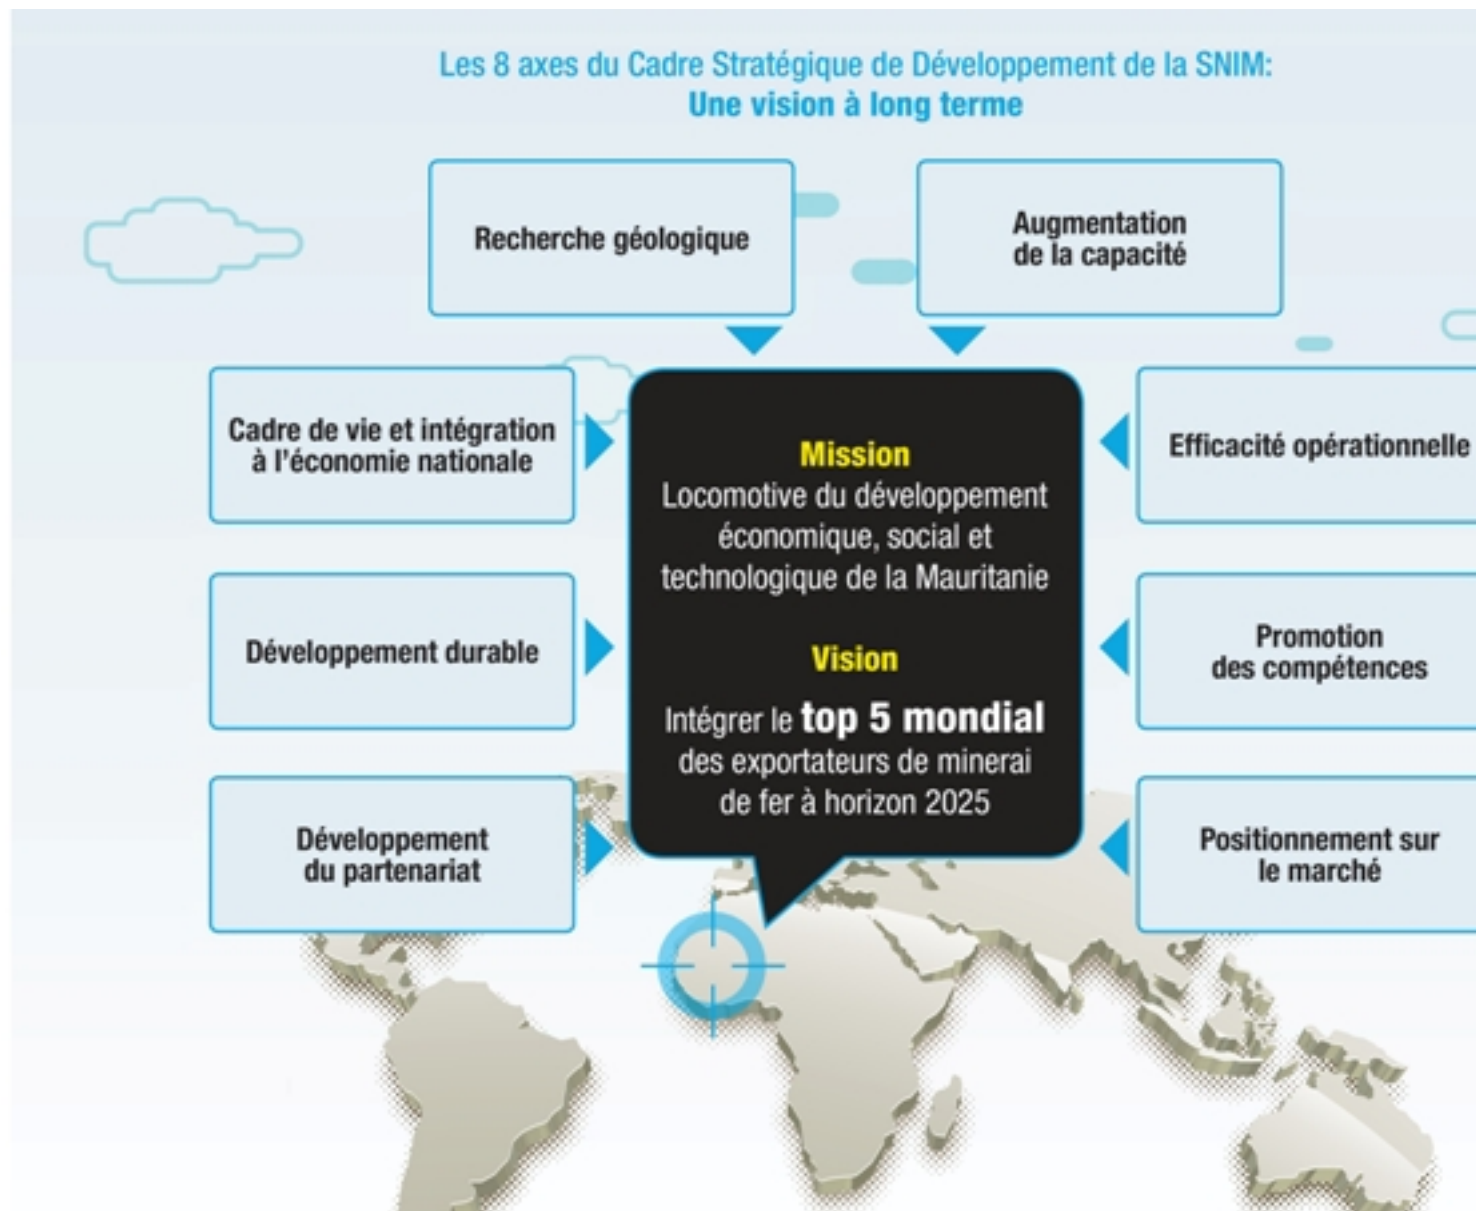 Les 8 axes du Cadre Stratégique de Développement de la SNIM:
Une vision à long terme
Recherche géologique
Augmentation
de la capacité
Cadre de vie et intégration
à l'économie nationale
Efficacité opérationnelle
Mission
Locomotive du développement
économique, social et
technologique de la Mauritanie
Développement durable
Promotion
des compétences
Vision
Intégrer le top 5 mondial
des exportateurs de minerai
de fer à horizon 2025
Développement
du partenariat
Positionnement sur
le marché